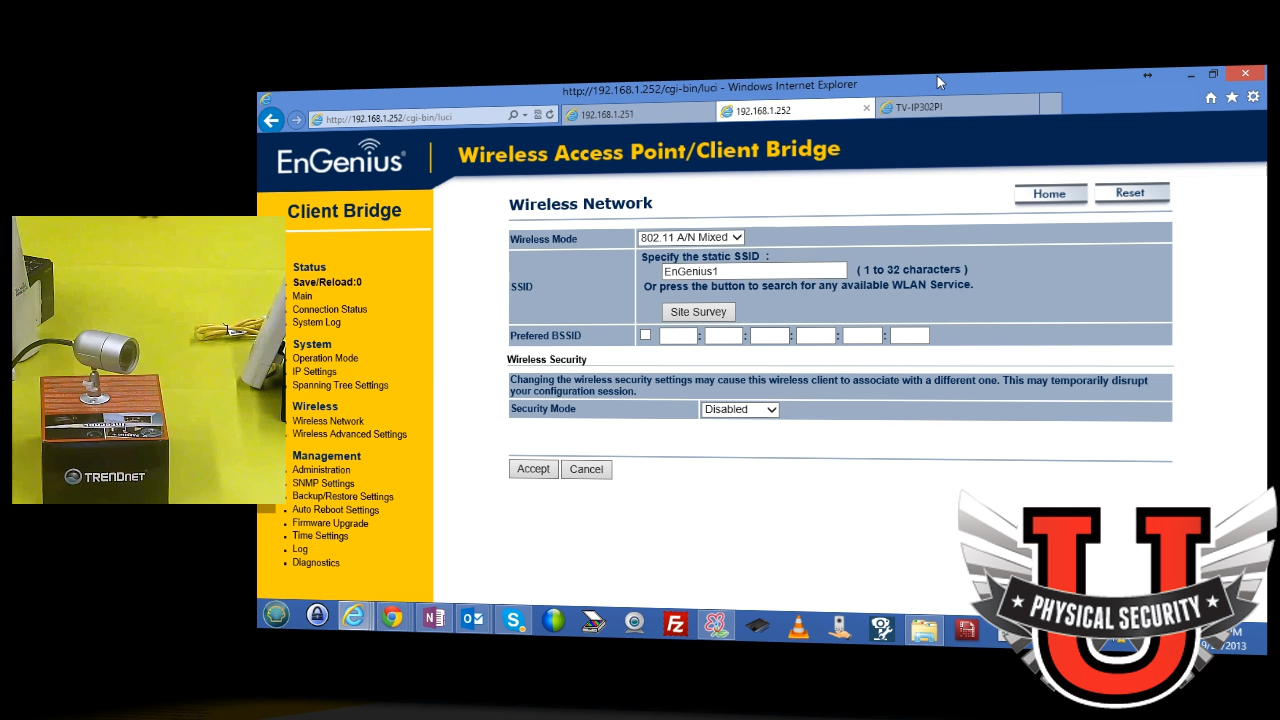 http://192.168.1.252/cgi-bin/luci - Windows Internet Explorer
http://192.168.1.252/cgi-bin/luci
192.168.1.251
192.168.1.252
TV-IP302PI
EnGenius®
Wireless Access Point/Client Bridge
Client Bridge
Status
Save/Reload:0
Main
Connection Status
System Log
System
Operation Mode
IP Settings
Spanning Tree Settings
Wireless
Wireless Network
Wireless Advanced Settings
Management
Administration
SNMP Settings
Backup/Restore Settings
Auto Reboot Settings
Firmware Upgrade
Time Settings
Log
Diagnostics
Wireless Network
Home
Reset
Wireless Mode
802.11 A/N Mixed
SSID
Specify the static SSID :
EnGenius1
( 1 to 32 characters )
Or press the button to search for any available WLAN Service.
Site Survey
Prefered BSSID
: : : : :
Wireless Security
Changing the wireless security settings may cause this wireless client to associate with a different one. This may temporarily disrupt
your configuration session.
Security Mode
Disabled
Accept
Cancel
TRENDNET
U
PHYSICAL SECURITY